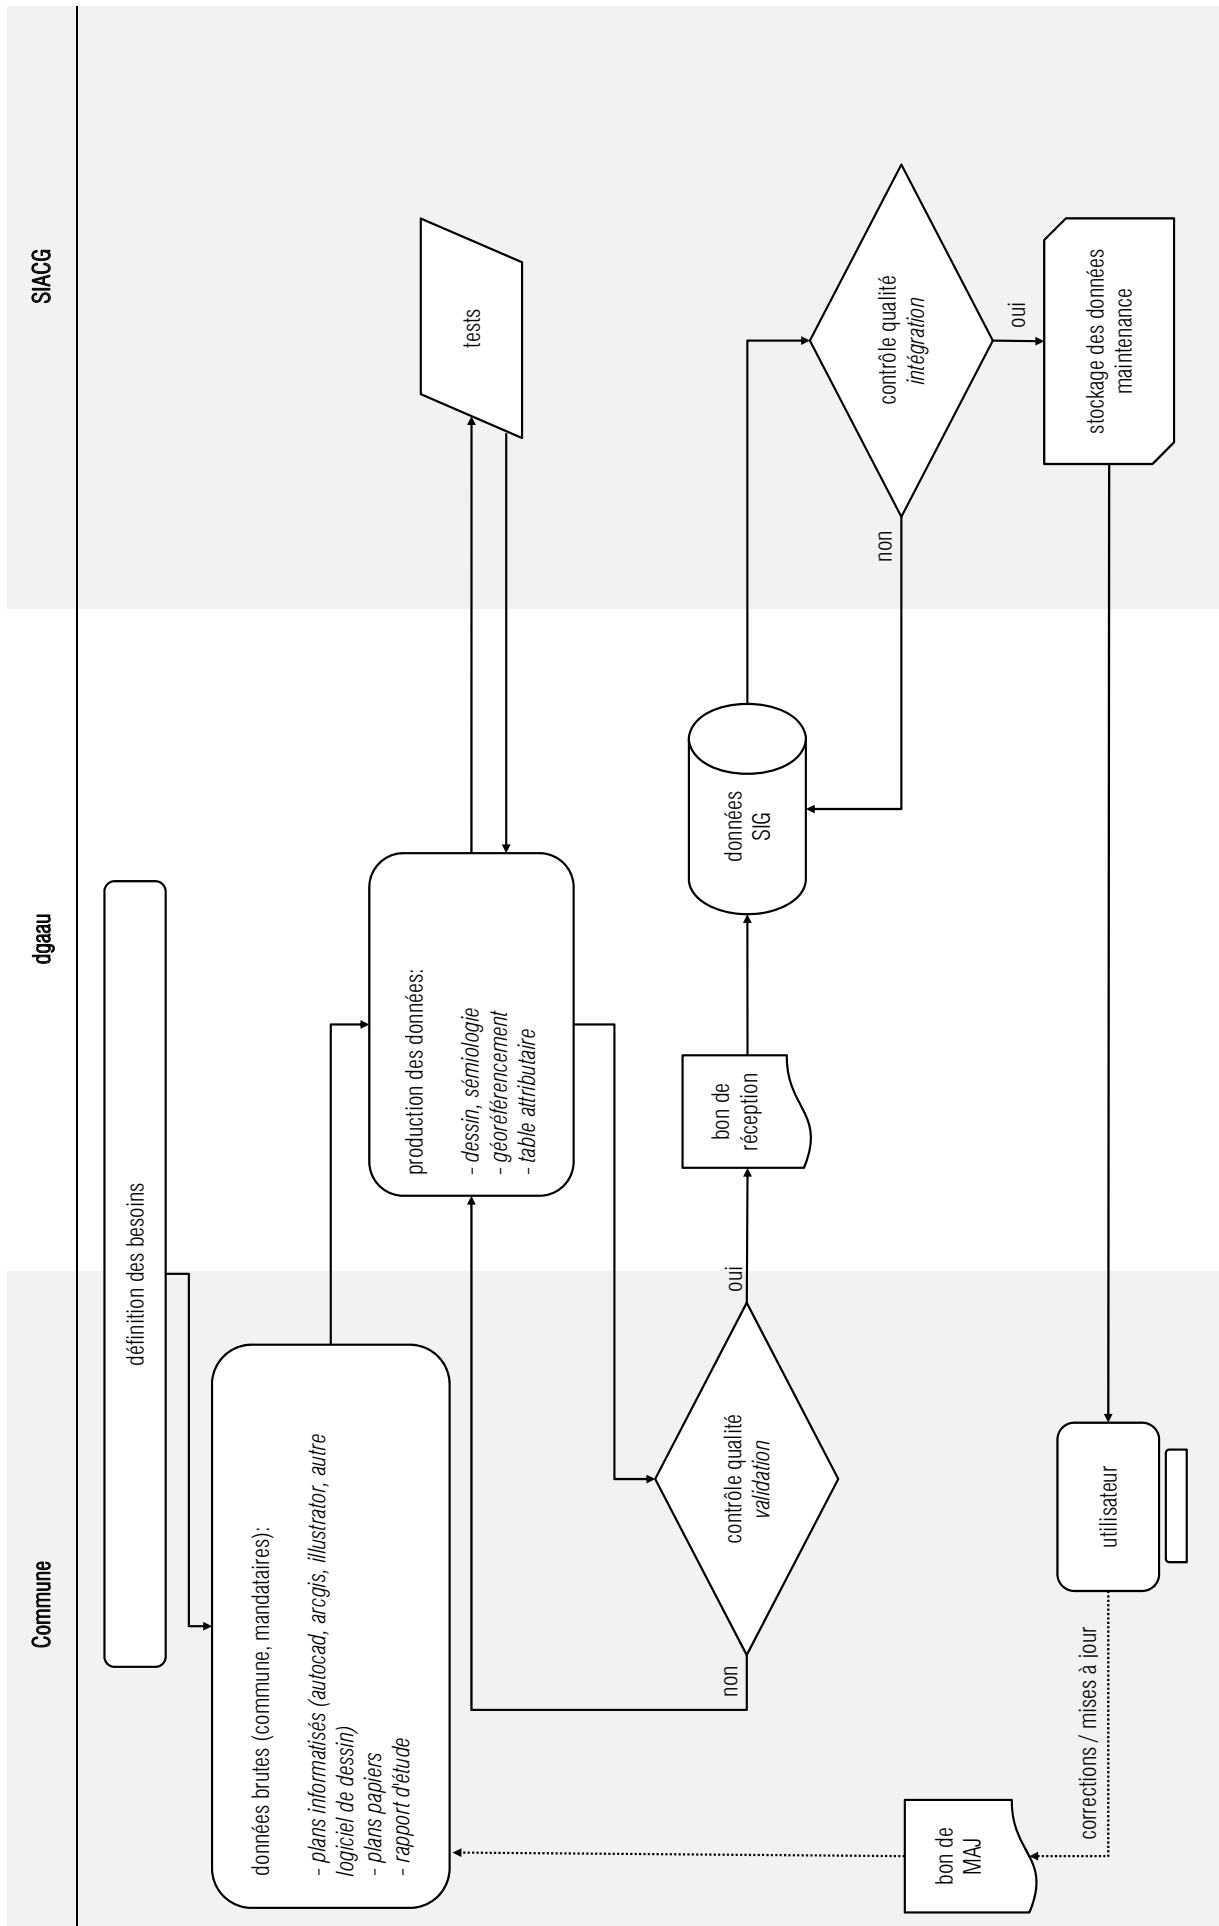 Commune
dgaau
SIACG
définition des besoins
données brutes (commune, mandataires):
- plans informatisés (autocad, arcgis, illustrator, autre
logiciel de dessin)
- plans papiers
- rapport d'étude
production des données:
- dessin, sémiologie
- géoréférencement
- table attributaire
tests
non
contrôle qualité
validation
oui
bon de
réception
données
SIG
non
contrôle qualité
intégration
oui
stockage des données
maintenance
utilisateur
corrections / mises à jour
bon de
MAJ